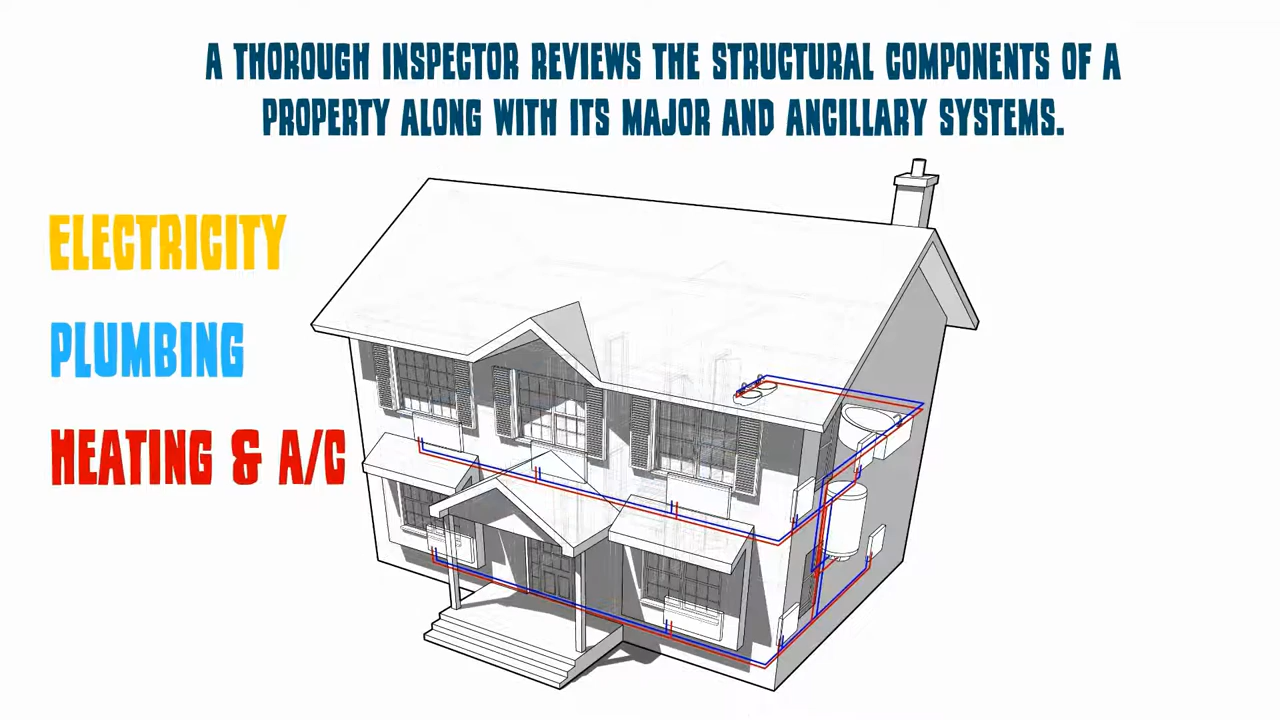 A THOROUGH INSPECTOR REVIEWS THE STRUCTURAL COMPONENTS OF A
PROPERTY ALONG WITH ITS MAJOR AND ANCILLARY SYSTEMS.
ELECTRICITY
PLUMBING
HEATING & A/C